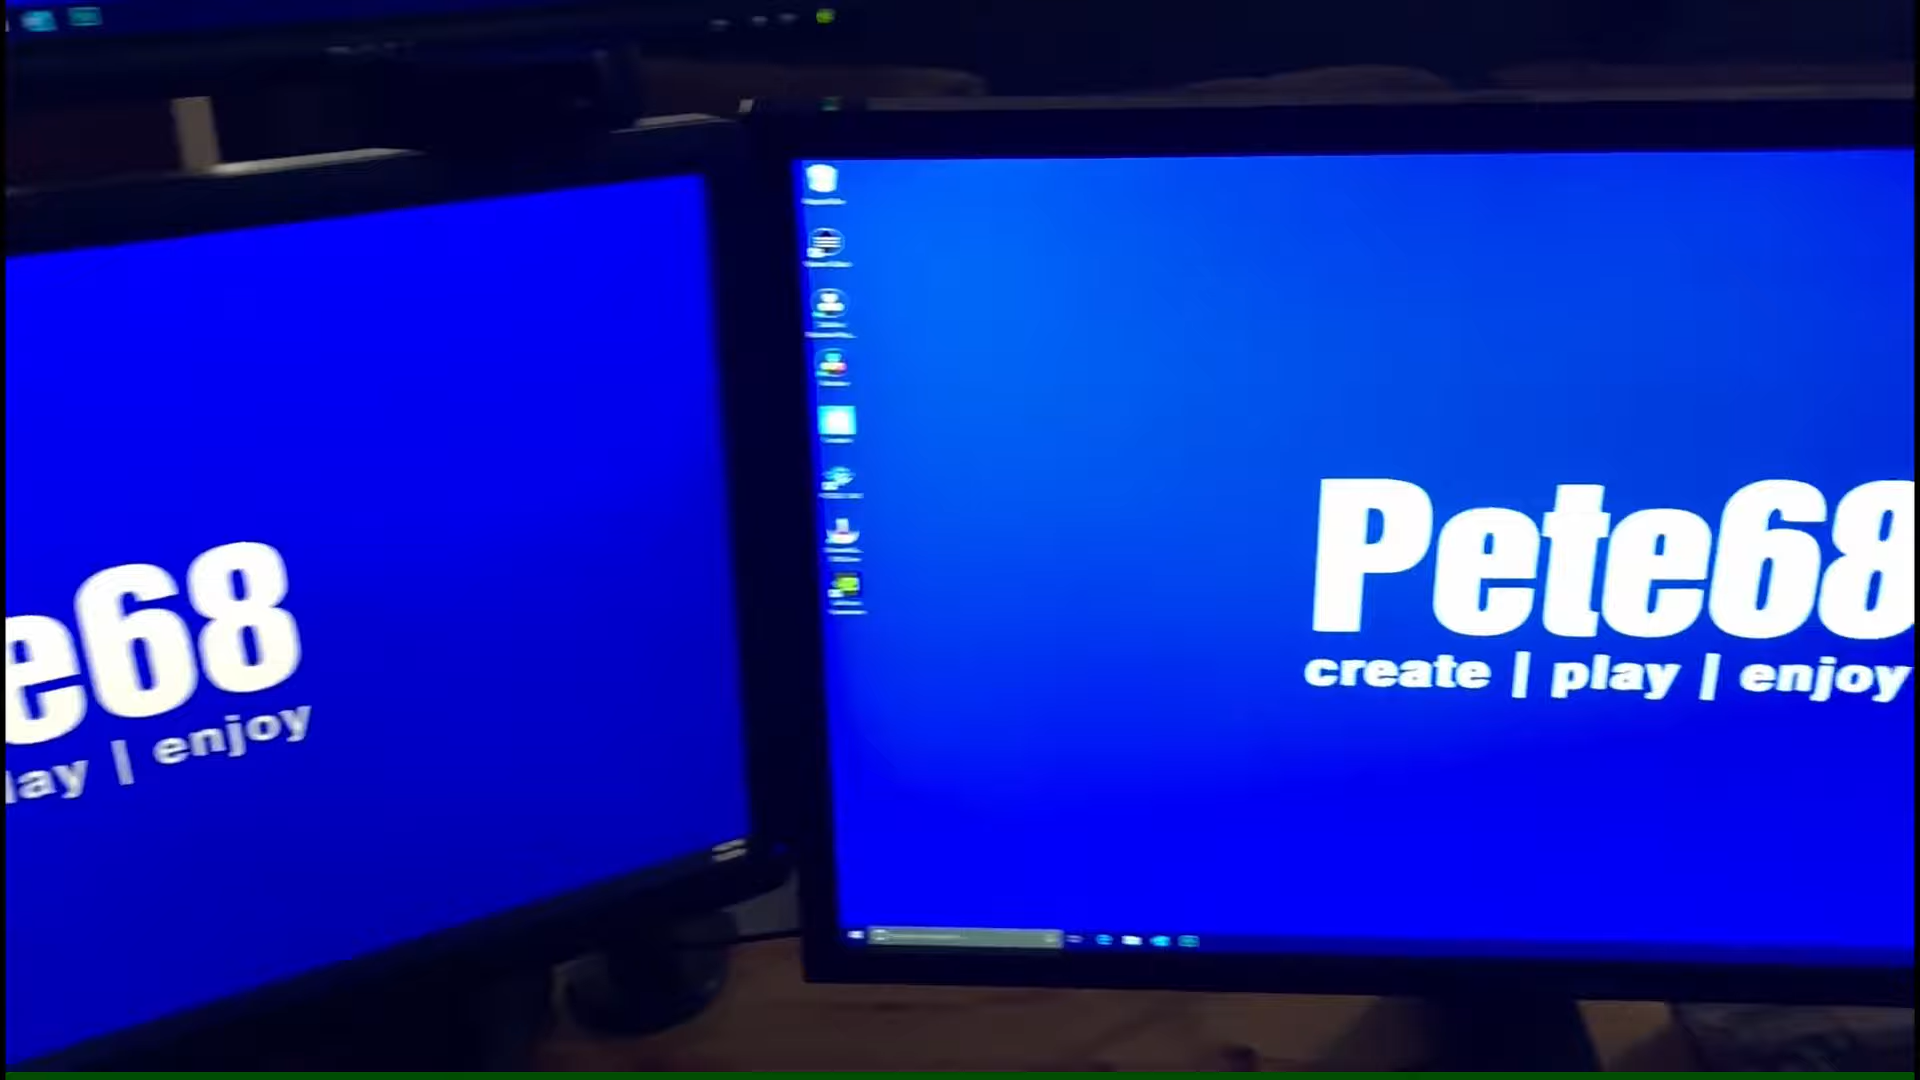 e68
lay | enjoy
Pete68
create | play | enjoy